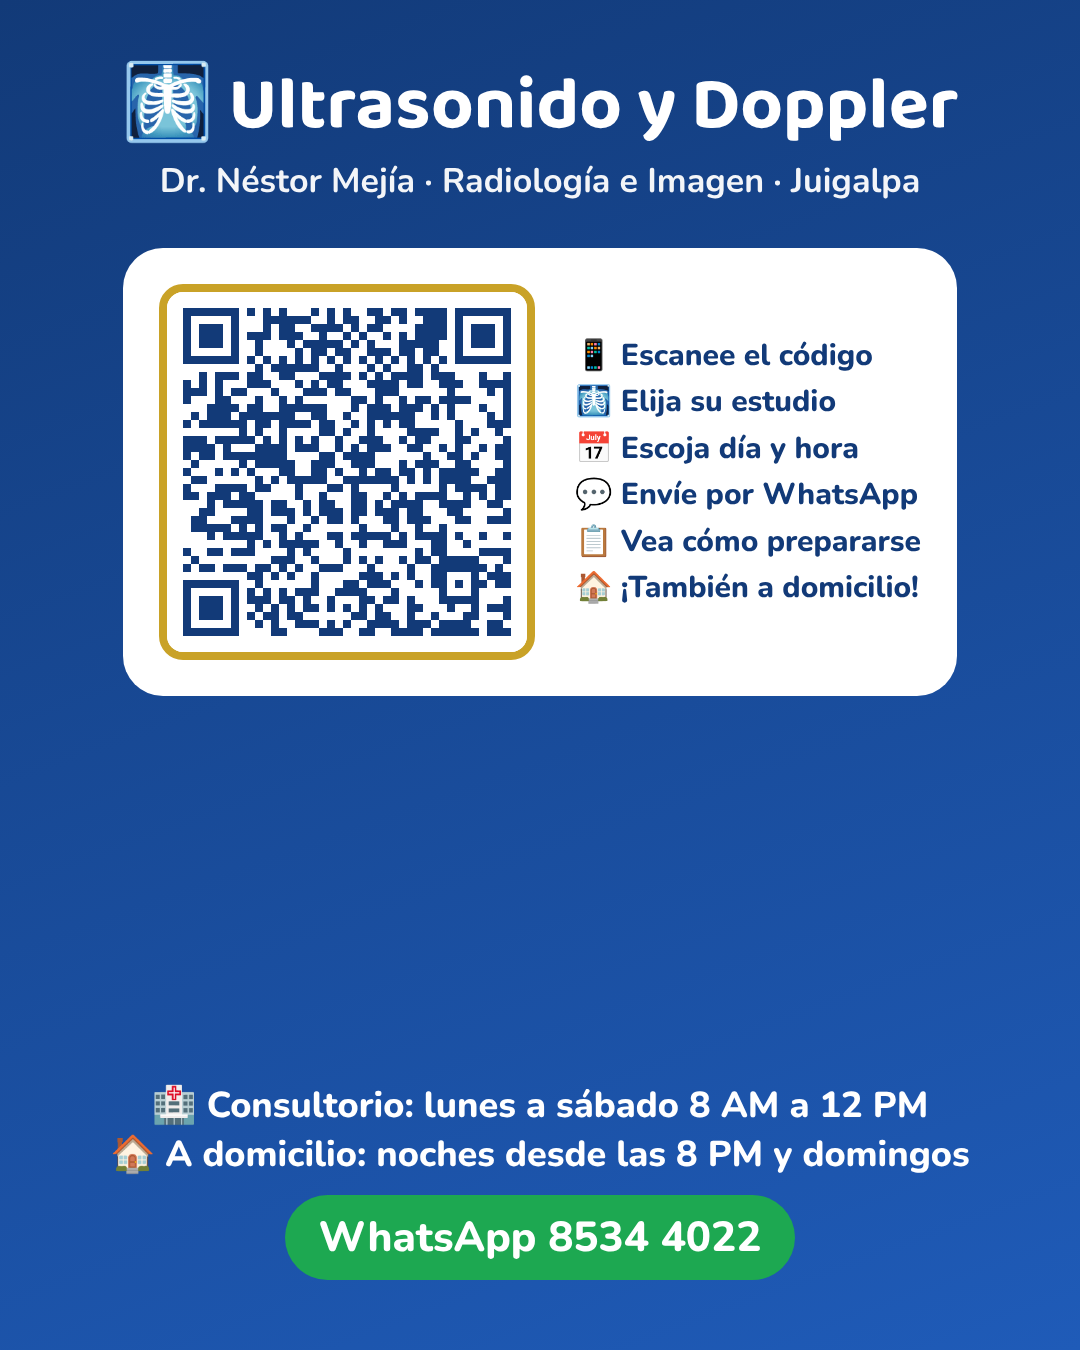 Ultrasonido y Doppler
Dr. Néstor Mejía · Radiología e Imagen · Juigalpa
Escanee el código
Elija su estudio
Escoja día y hora
Envíe por WhatsApp
Vea cómo prepararse
¡También a domicilio!
Consultorio: lunes a sábado 8 AM a 12 PM
A domicilio: noches desde las 8 PM y domingos
WhatsApp 8534 4022